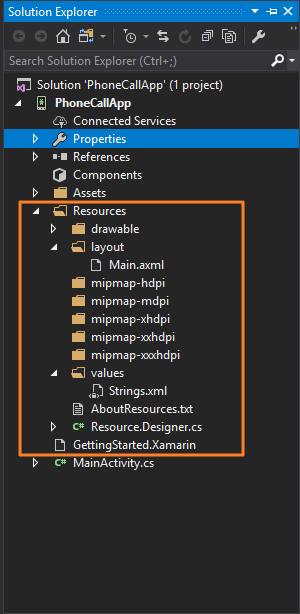 Solution Explorer
Search Solution Explorer (Ctrl+;)
Solution 'PhoneCallApp' (1 project)
PhoneCallApp
Connected Services
Properties
References
Components
Assets
Resources
drawable
layout
Main.axml
mipmap-hdpi
mipmap-mdpi
mipmap-xhdpi
mipmap-xxhdpi
mipmap-xxxhdpi
values
Strings.xml
AboutResources.txt
C# Resource.Designer.cs
GettingStarted.Xamarin
C# MainActivity.cs